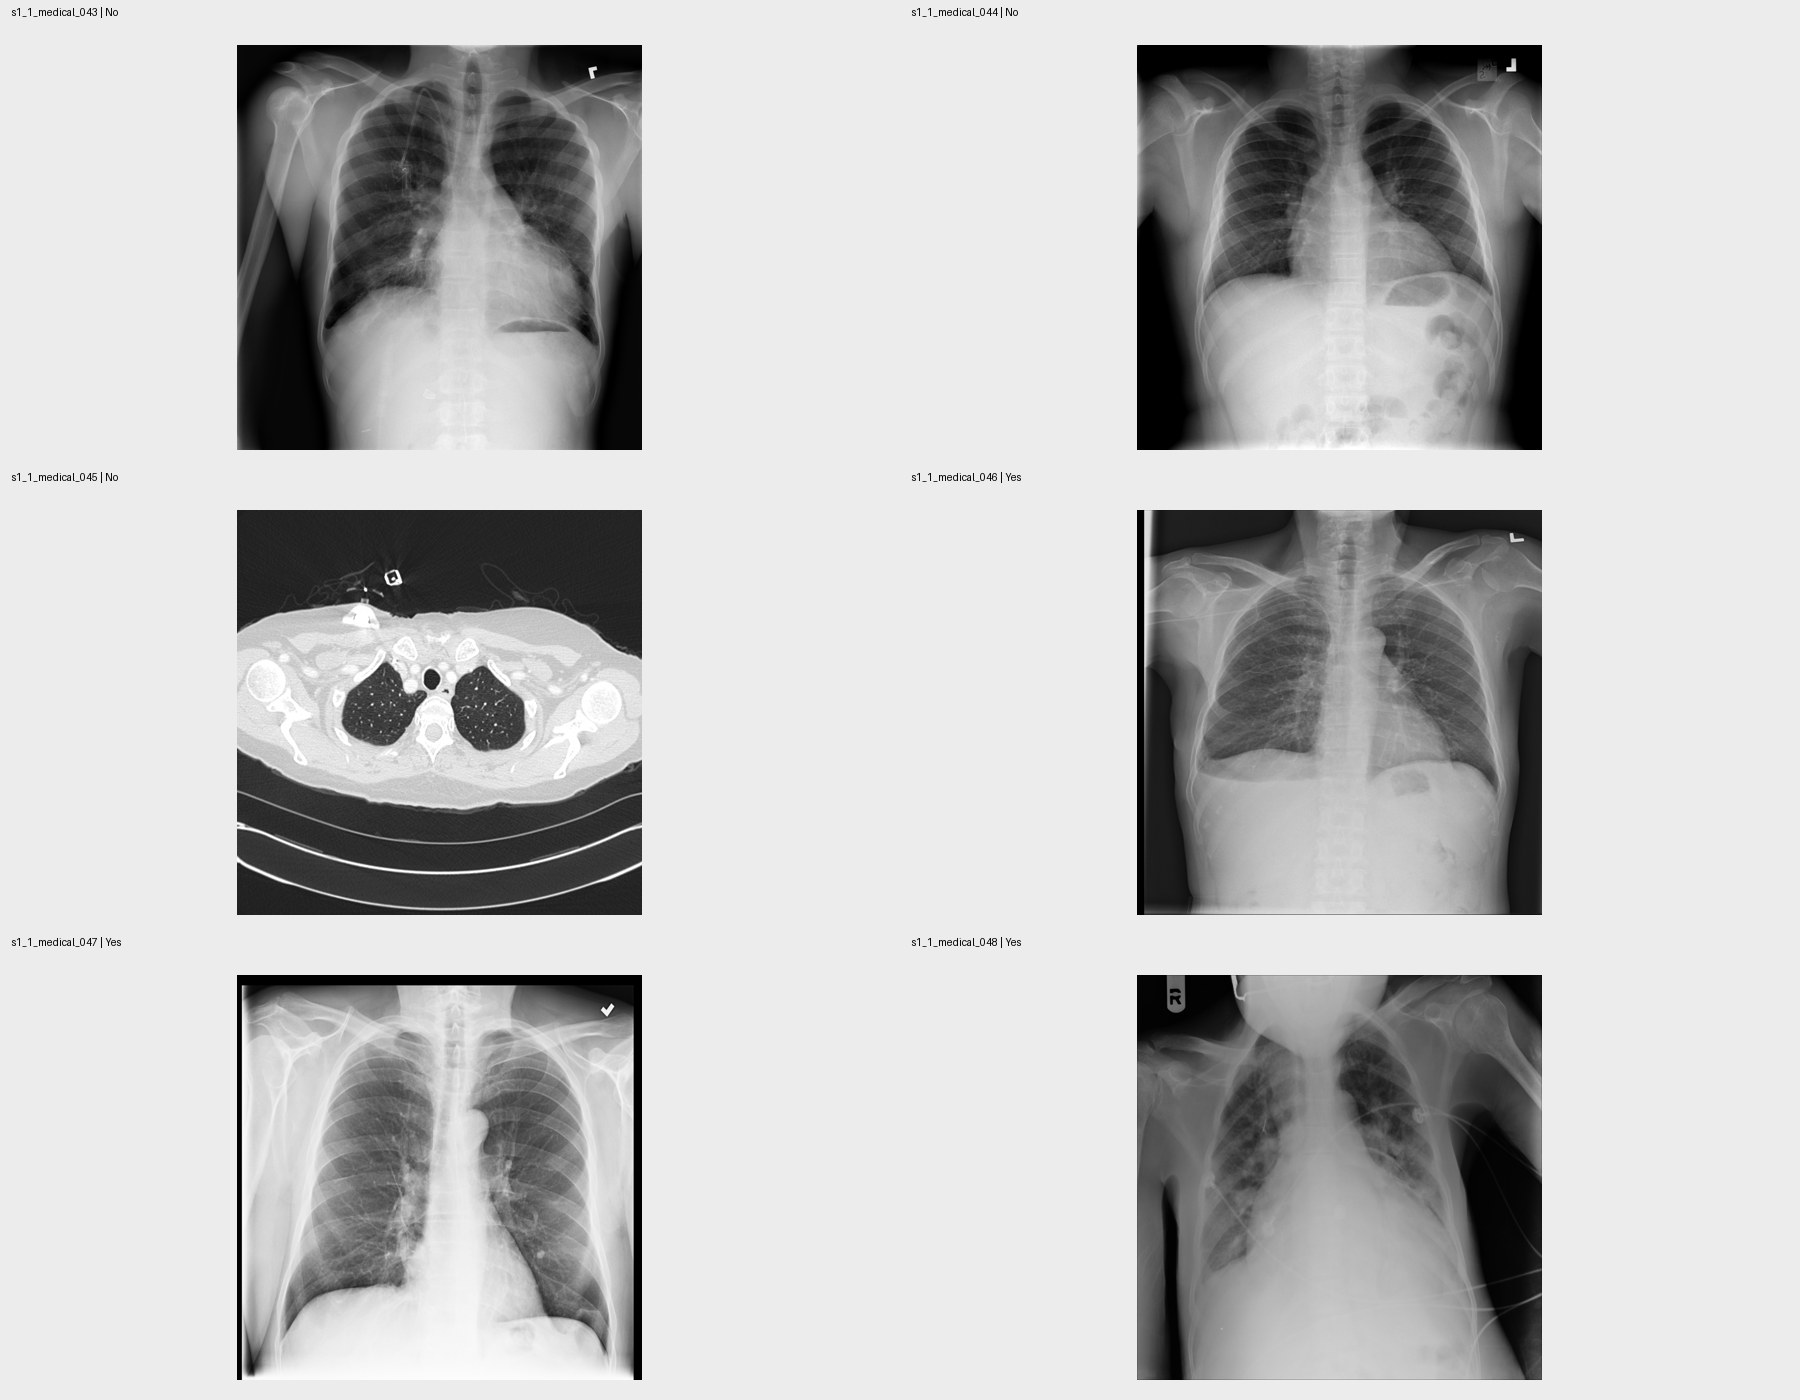 s1_1_medical_043 | No
s1_1_medical_044 | No
s1_1_medical_045 | No
s1_1_medical_046 | Yes
s1_1_medical_047 | Yes
s1_1_medical_048 | Yes
R